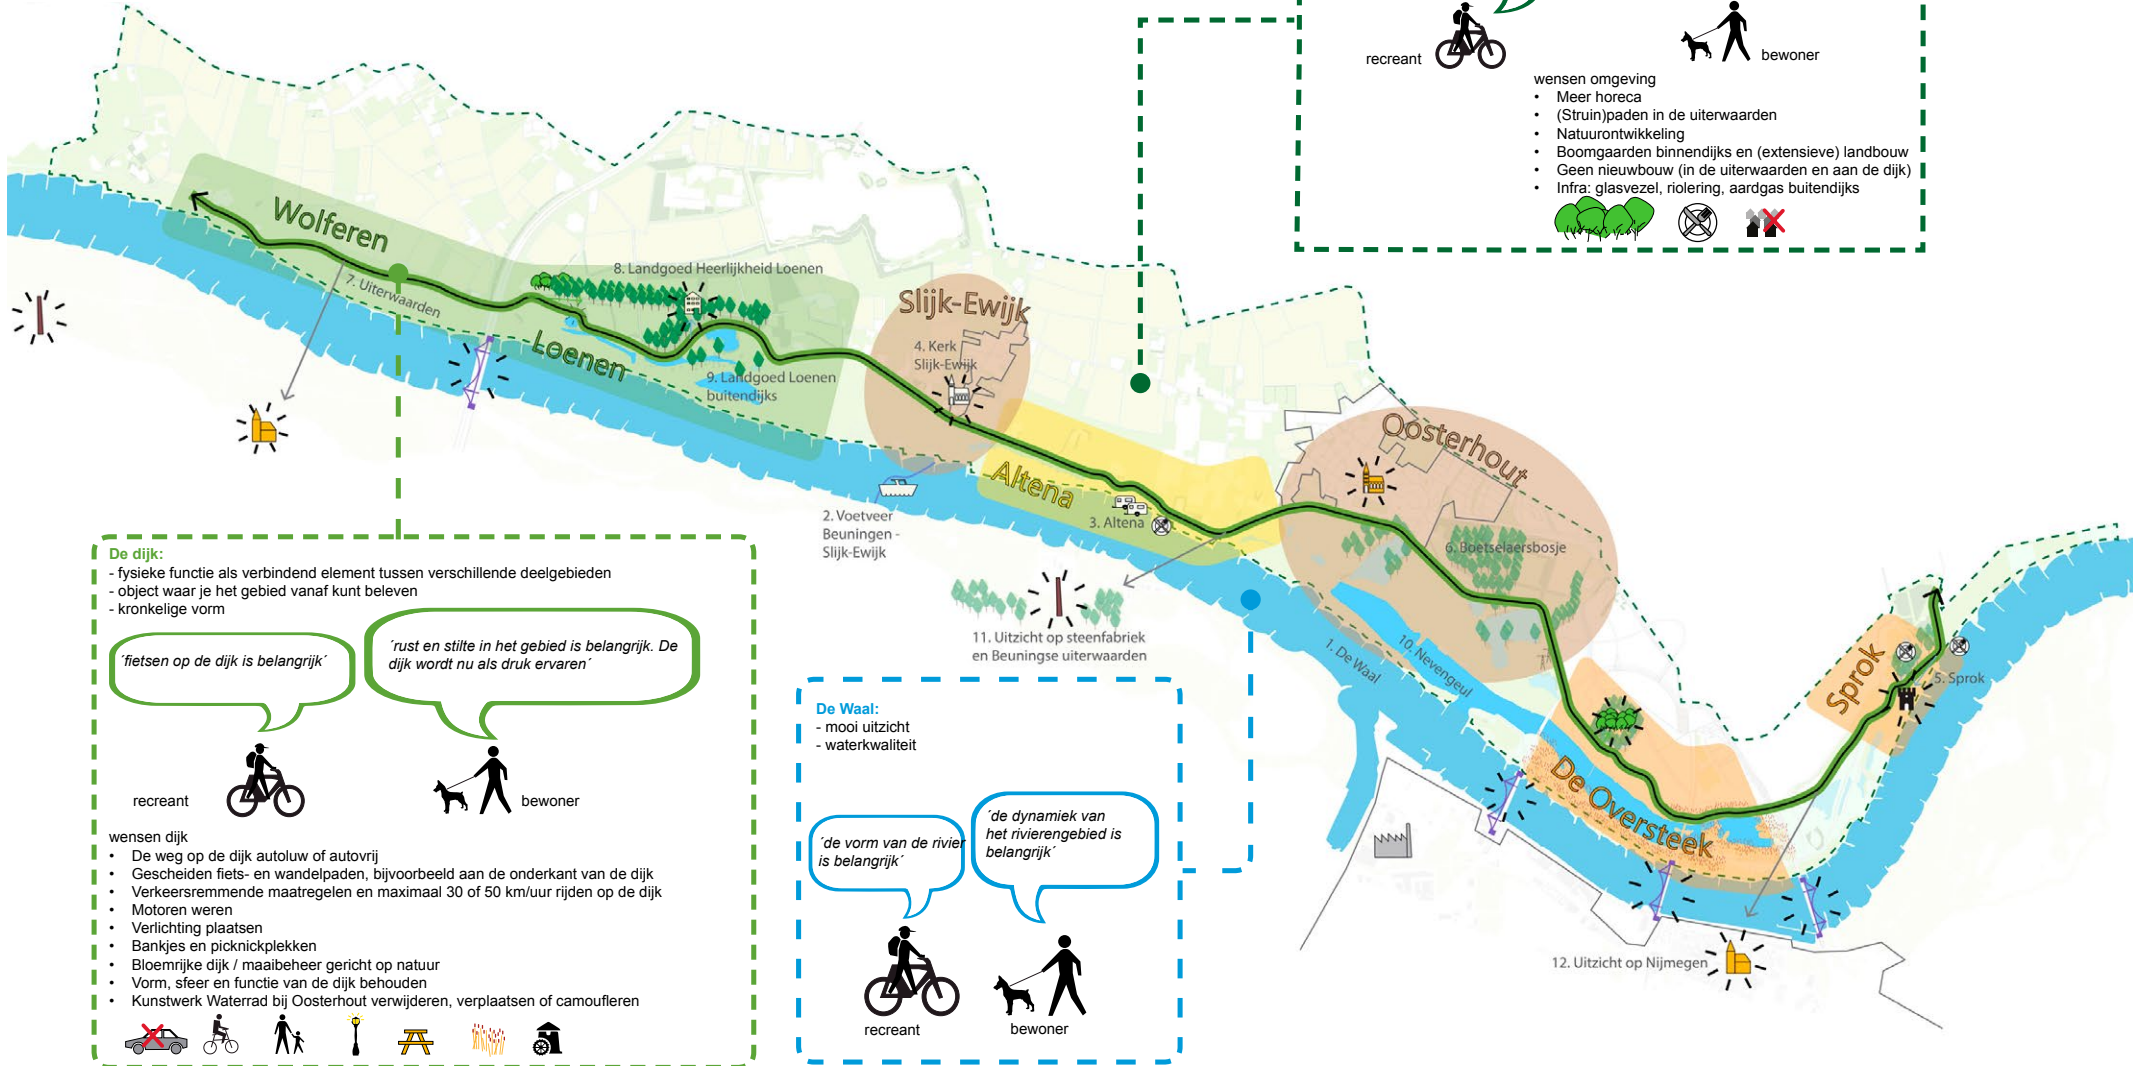 recreant
bewoner
wensen omgeving
• Meer horeca
• (Struin)paden in de uiterwaarden
• Natuurontwikkeling
• Boomgaarden binnendijks en (extensieve) landbouw
• Geen nieuwbouw (in de uiterwaarden en aan de dijk)
• Infra: glasvezel, riolering, aardgas buitendijks
Wolferen
7. Uiterwaarden
8. Landgoed Heerlijkheid Loenen
Loenen
9. Landgoed Loenen
buitendijks
Slijk-Ewijk
4. Kerk
Slijk-Ewijk
Altena
3. Altena
2. Voetveer
Beuningen -
Slijk-Ewijk
Oosterhout
6. Boetselaersbosje
11. Uitzicht op steenfabriek
en Beuningse uiterwaarden
1. De Waal
10. Nevengeul
De Oversteek
Sprok
5. Sprok
12. Uitzicht op Nijmegen
De dijk:
- fysieke functie als verbindend element tussen verschillende deelgebieden
- object waar je het gebied vanaf kunt beleven
- kronkelige vorm
´fietsen op de dijk is belangrijk´
´rust en stilte in het gebied is belangrijk. De
dijk wordt nu als druk ervaren´
recreant
bewoner
wensen dijk
• De weg op de dijk autoluw of autovrij
• Gescheiden fiets- en wandelpaden, bijvoorbeeld aan de onderkant van de dijk
• Verkeersremmende maatregelen en maximaal 30 of 50 km/uur rijden op de dijk
• Motoren weren
• Verlichting plaatsen
• Bankjes en picknickplekken
• Bloemrijke dijk / maaibeheer gericht op natuur
• Vorm, sfeer en functie van de dijk behouden
• Kunstwerk Waterrad bij Oosterhout verwijderen, verplaatsen of camoufleren
De Waal:
- mooi uitzicht
- waterkwaliteit
´de vorm van de rivier
is belangrijk´
´de dynamiek van
het rivierengebied is
belangrijk´
recreant
bewoner